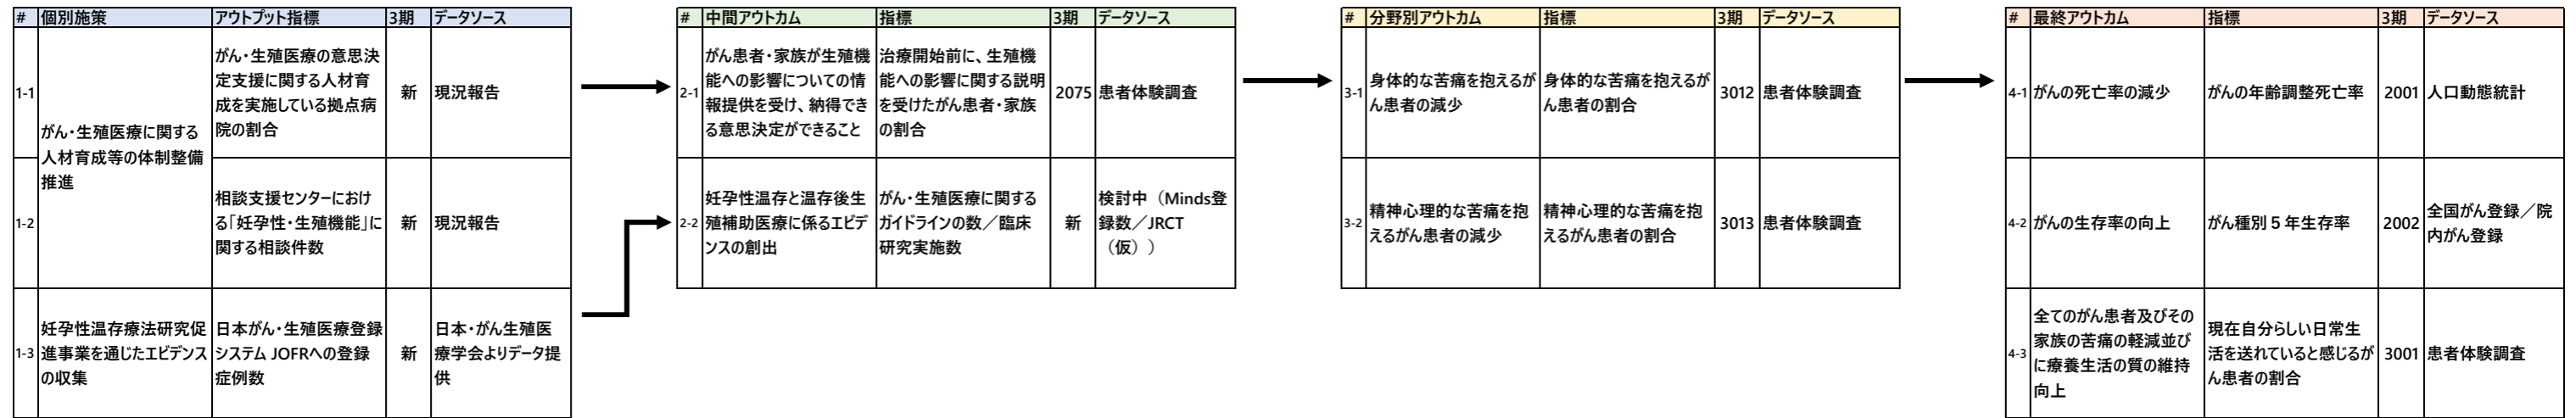 # 個別施策 アウトプット指標 3期 データソース
1-1
がん・生殖医療に関する
人材育成等の体制整備
推進
がん・生殖医療の意思決
定支援に関する人材育
成を実施している拠点病
院の割合
新
現況報告
1-2
相談支援センターにおけ
る「妊孕性・生殖機能」に
関する相談件数
新
現況報告
1-3
妊孕性温存療法研究促
進事業を通じたエビデンス
の収集
日本がん・生殖医療登録
システム JOFRへの登録
症例数
新
日本・がん生殖医
療学会よりデータ提
供
# 中間アウトカム 指標 3期 データソース
2-1
がん患者・家族が生殖機
能への影響についての情
報提供を受け、納得でき
る意思決定ができること
治療開始前に、生殖機
能への影響に関する説明
を受けたがん患者・家族
の割合
2075
患者体験調査
2-2
妊孕性温存と温存後生
殖補助医療に係るエビデ
ンスの創出
がん・生殖医療に関する
ガイドラインの数／臨床
研究実施数
新
検討中（Minds登
録数／JRCT
（仮））
# 分野別アウトカム 指標 3期 データソース
3-1
身体的な苦痛を抱えるが
ん患者の減少
身体的な苦痛を抱えるが
ん患者の割合
3012
患者体験調査
3-2
精神心理的な苦痛を抱
えるがん患者の減少
精神心理的な苦痛を抱
えるがん患者の割合
3013
患者体験調査
# 最終アウトカム 指標 3期 データソース
4-1
がんの死亡率の減少
がんの年齢調整死亡率
2001
人口動態統計
4-2
がんの生存率の向上
がん種別５年生存率
2002
全国がん登録／院
内がん登録
4-3
全てのがん患者及びその
家族の苦痛の軽減並び
に療養生活の質の維持
向上
現在自分らしい日常生
活を送れていると感じるが
ん患者の割合
3001
患者体験調査